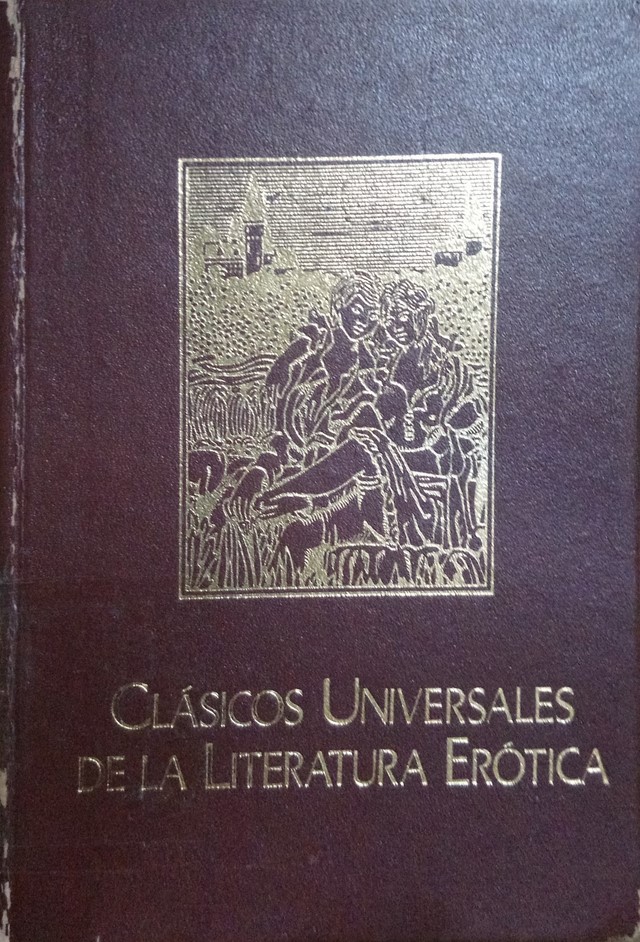 CLÁSICOS UNIVERSALES
DE LA LITERATURA ERÓTICA